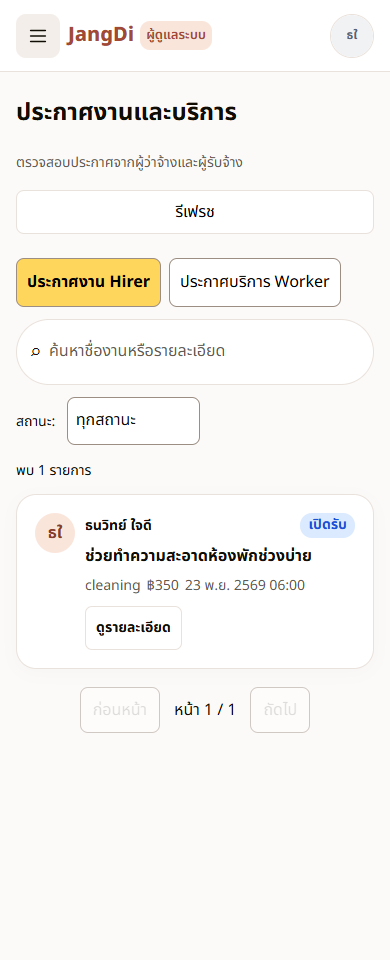 JangDi ผู้ดูแลระบบ ธใ
ประกาศงานและบริการ
ตรวจสอบประกาศจากผู้ว่าจ้างและผู้รับจ้าง
รีเฟรช
ประกาศงาน Hirer ประกาศบริการ Worker
ค้นหาชื่องานหรือรายละเอียด
สถานะ: ทุกสถานะ
พบ 1 รายการ
ธใ ธนวิทย์ ใจดี เปิดรับ
ช่วยทำความสะอาดห้องพักช่วงบ่าย
cleaning ฿350 23 พ.ย. 2569 06:00
ดูรายละเอียด
ก่อนหน้า หน้า 1 / 1 ถัดไป